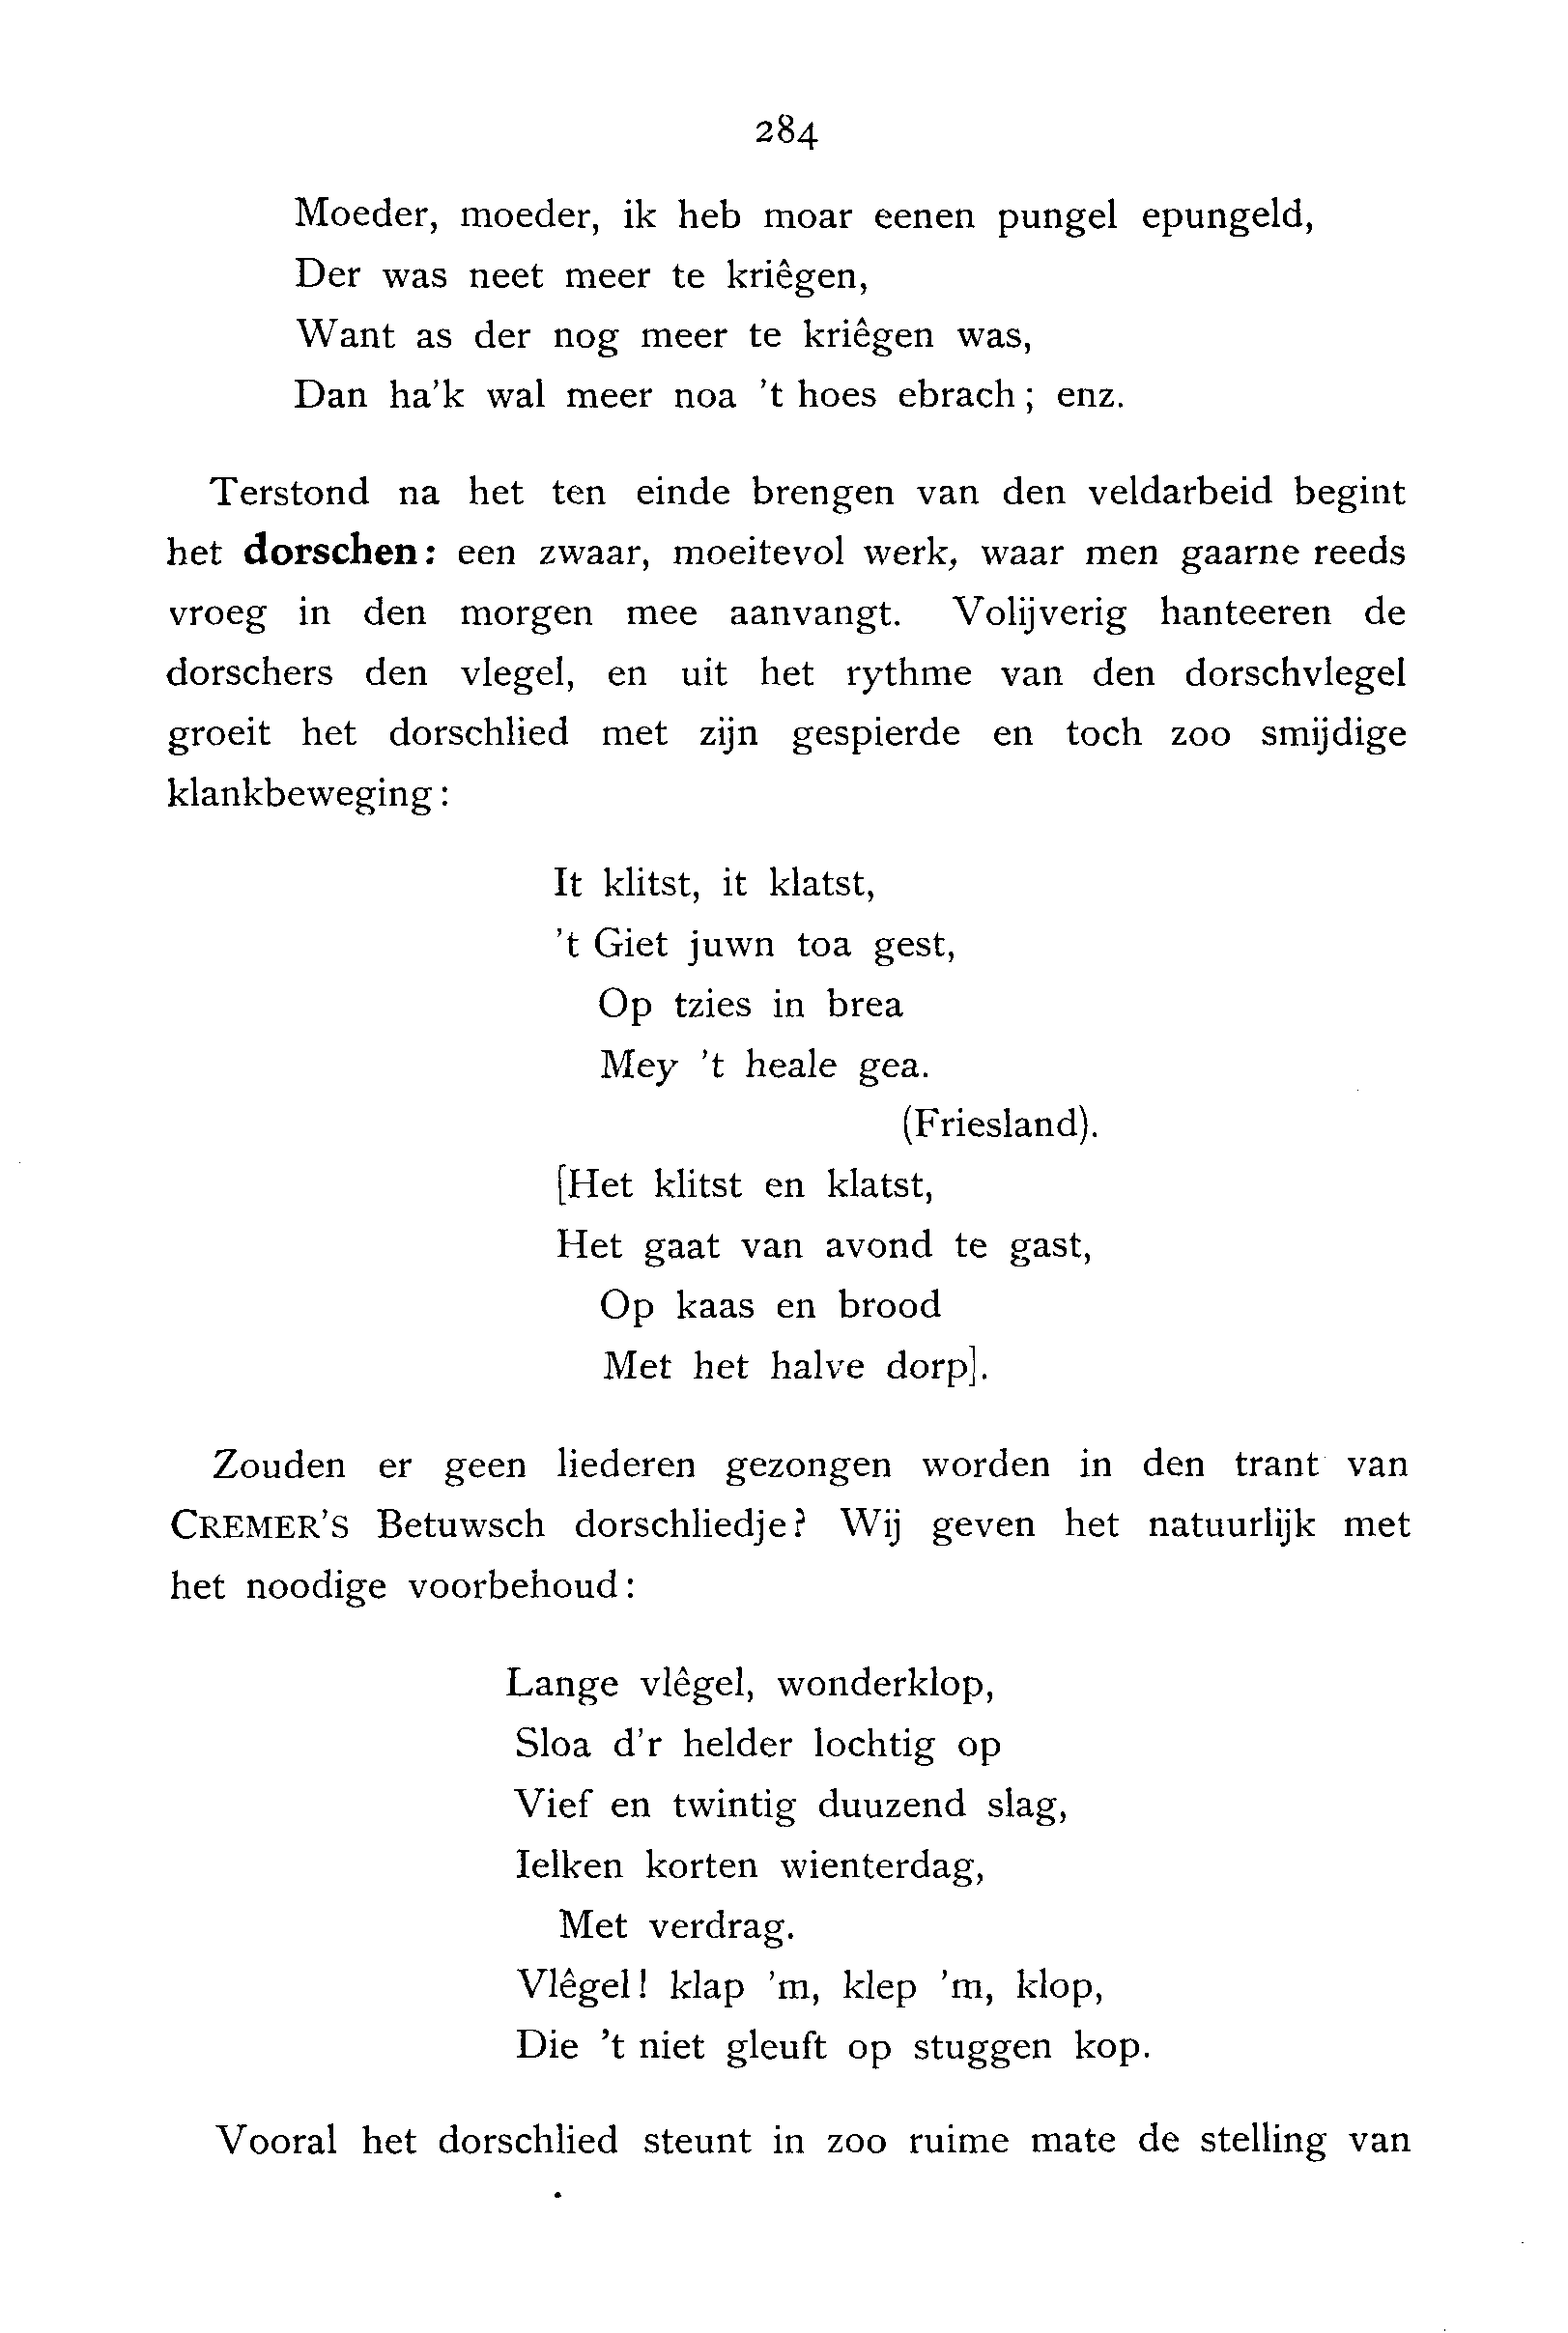 284
Moeder, moeder, ik heb moar eenen pungel epungeld,
Der was neet meer te kriêgen,
Want as der nog meer te kriêgen was,
Dan ha’k wal meer noa ’t hoes ebrach; enz.
Terstond na het ten einde brengen van den veldarbeid begint
het dorschen: een zwaar, moeitevol werk, waar men gaarne reeds
vroeg in den morgen mee aanvangt. Volijverig hanteeren de
dorschers den vlegel, en uit het rythme van den dorschvlegel
groeit het dorschlied met zijn gespierde en toch zoo smijdige
klankbeweging:
It klitst, it klatst,
’t Giet juwn toa gest,
Op tzies in brea
Mey ’t heale gea.
(Friesland).
[Het klitst en klatst,
Het gaat van avond te gast,
Op kaas en brood
Met het halve dorp].
Zouden er geen liederen gezongen worden in den trant van
CREMER’S Betuwsch dorschliedje? Wij geven het natuurlijk met
het noodige voorbehoud:
Lange vlêgel, wonderklop,
Sloa d’r helder lochtig op
Vief en twintig duuzend slag,
Ielken korten wienterdag,
Met verdrag.
Vlêgel! klap ’m, klep ’m, klop,
Die ’t niet gleuft op stuggen kop.
Vooral het dorschlied steunt in zoo ruime mate de stelling van